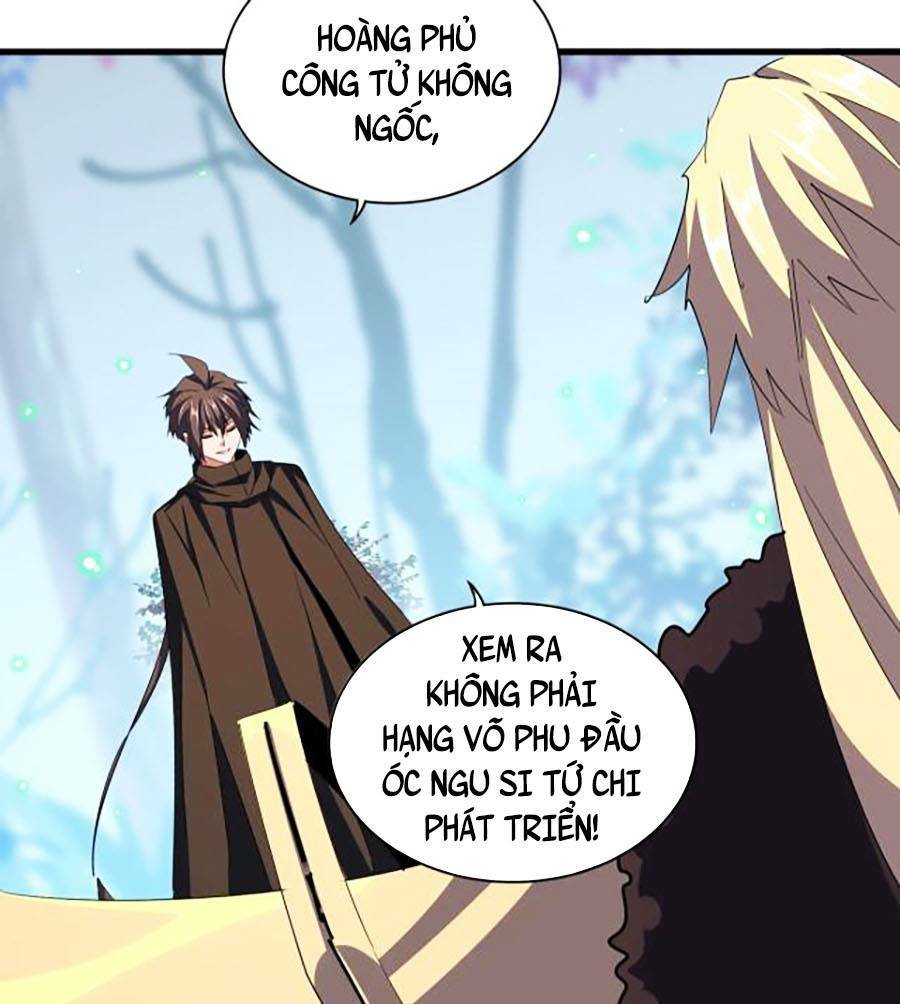 HOÀNG PHỦ
CÔNG TỬ KHÔNG
NGỐC,
XEM RA
KHÔNG PHẢI
HẠNG VÕ PHU ĐẦU
ÓC NGU SI TỨ CHI
PHÁT TRIỂN!